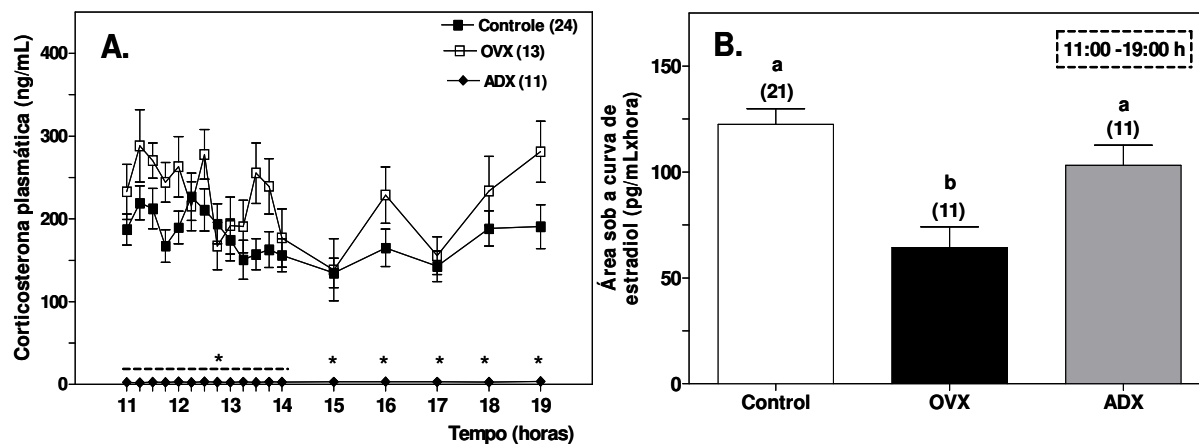 A.
Controle (24)
OVX (13)
ADX (11)
Corticosterona plasmática (ng/mL)
400
300
200
100
0
* * * * * *
11 12 13 14 15 16 17 18 19
Tempo (horas)
B.
11:00 -19:00 h
Área sob a curva de
estradiol (pg/mLxhora)
150
100
50
0
a
(21)
b
(11)
a
(11)
Control OVX ADX